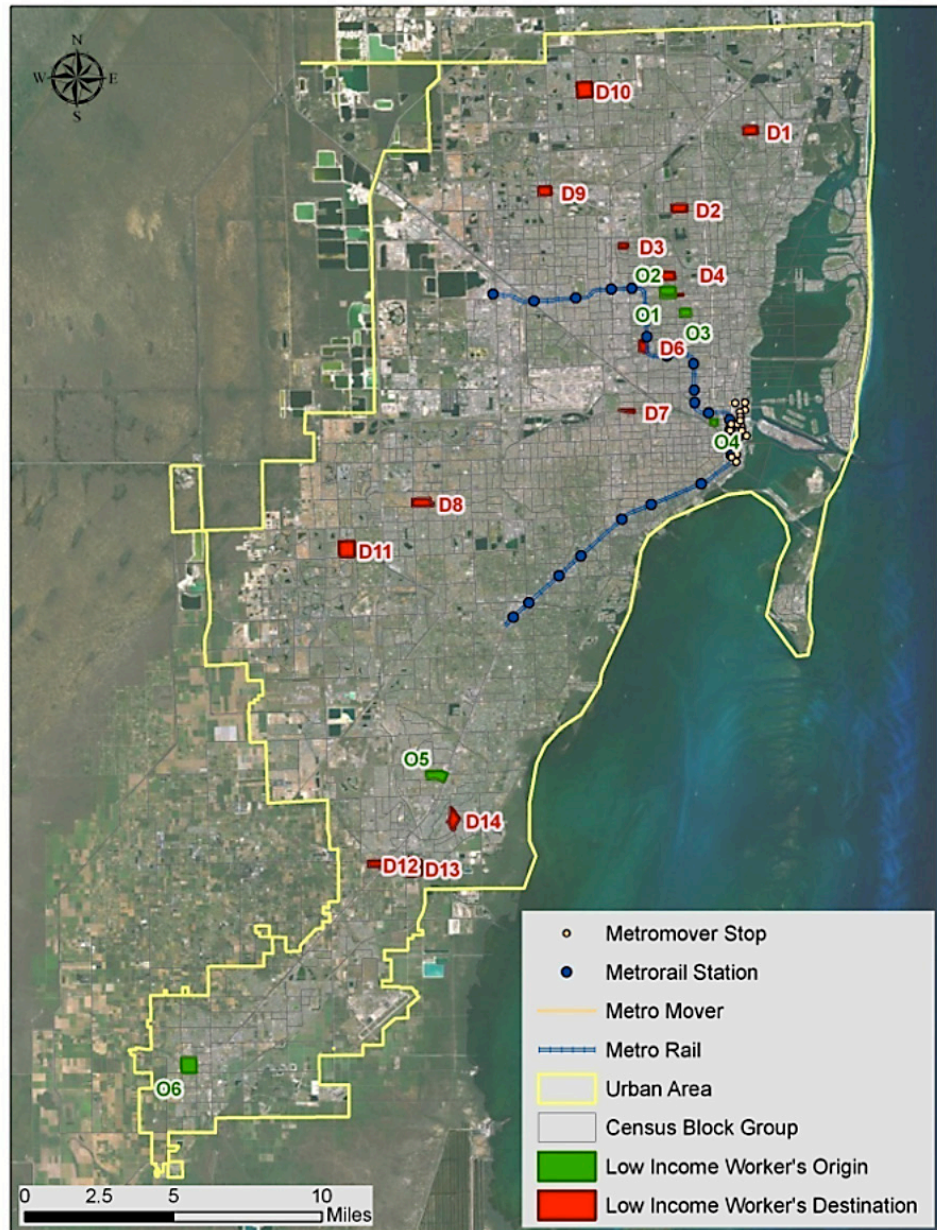 N
W E
S
D10
D1
D9
D2
D3
O2 D4
O1
O3
D6
D7
O4
D8
D11
O5
D14
D12 D13
O6
Metromover Stop
Metrorail Station
Metro Mover
Metro Rail
Urban Area
Census Block Group
Low Income Worker's Origin
Low Income Worker's Destination
0 2.5 5 10
Miles